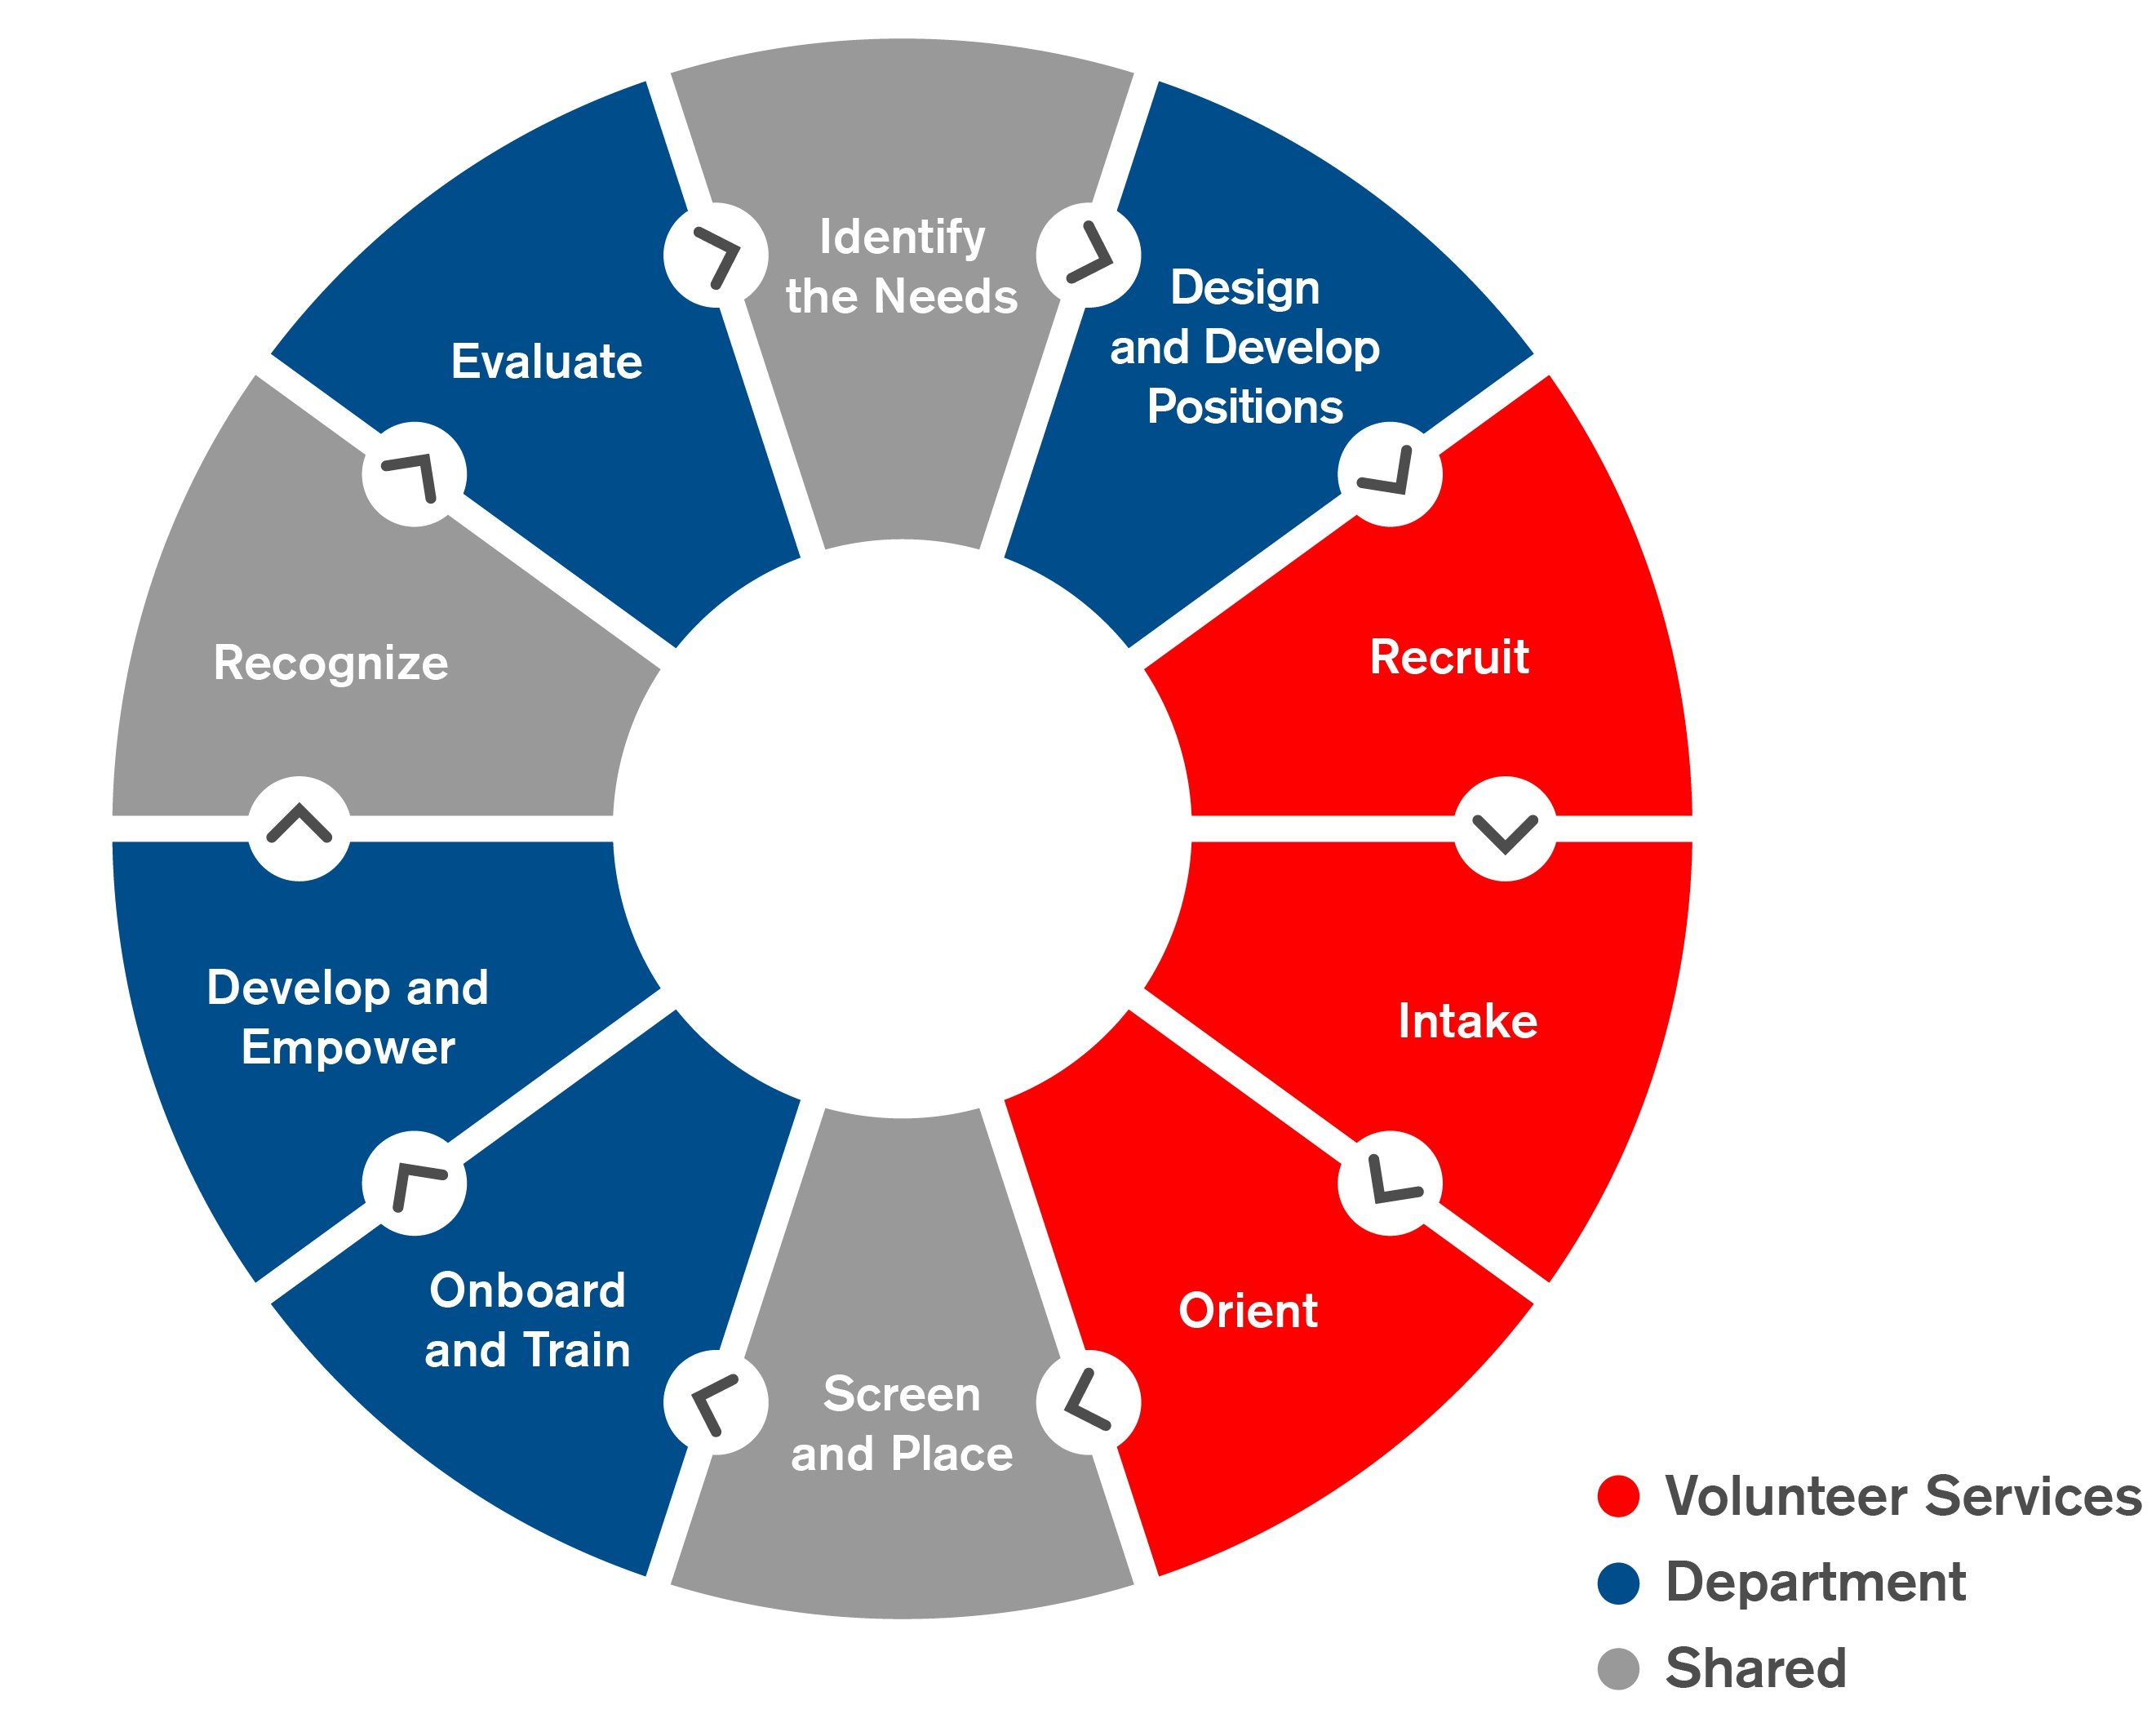 Identify
the Needs
Design
and Develop
Positions
Recruit
Intake
Orient
Screen
and Place
Onboard
and Train
Develop and
Empower
Recognize
Evaluate
Volunteer Services
Department
Shared